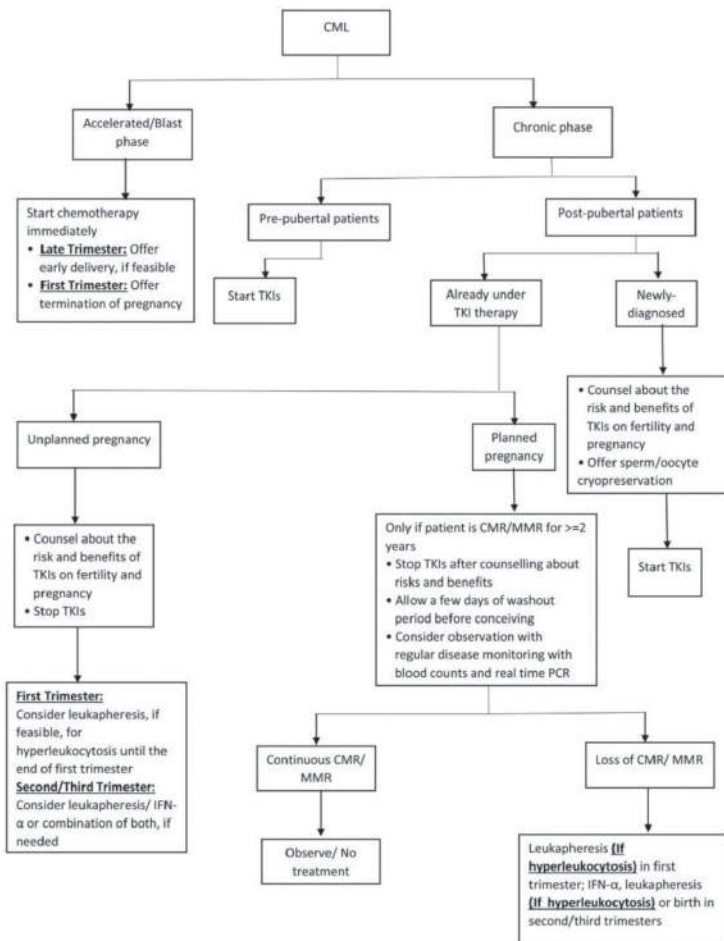 CML
Accelerated/Blast
phase
Chronic phase
Start chemotherapy
immediately
• Late Trimester: Offer
early delivery, if feasible
• First Trimester: Offer
termination of pregnancy
Pre-pubertal patients
Post-pubertal patients
Start TKIs
Already under
TKI therapy
Newly-
diagnosed
• Counsel about the
risk and benefits of
TKIs on fertility and
pregnancy
• Offer sperm/oocyte
cryopreservation
Start TKIs
Unplanned pregnancy
Planned
pregnancy
• Counsel about the
risk and benefits of
TKIs on fertility and
pregnancy
• Stop TKIs
Only if patient is CMR/MMR for >=2
years
• Stop TKIs after counselling about
risks and benefits
• Allow a few days of washout
period before conceiving
• Consider observation with
regular disease monitoring with
blood counts and real time PCR
First Trimester:
Consider leukapheresis, if
feasible, for
hyperleukocytosis until the
end of first trimester
Second/Third Trimester:
Consider leukapheresis/ IFN-
α or combination of both, if
needed
Continuous CMR/
MMR
Loss of CMR/ MMR
Observe/ No
treatment
Leukapheresis (If
hyperleukocytosis) in first
trimester; IFN-α, leukapheresis
(If hyperleukocytosis) or birth in
second/third trimesters